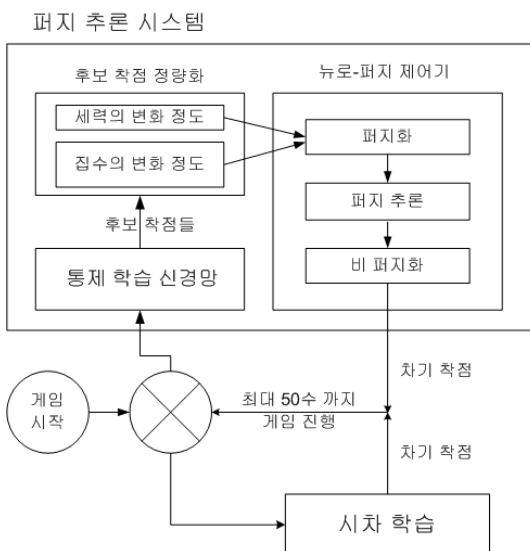 퍼지 추론 시스템
후보 착점 정량화
세력의 변화 정도
집수의 변화 정도
후보 착점들
통제 학습 신경망
뉴로-퍼지 제어기
퍼지화
퍼지 추론
비 퍼지화
차기 착점
게임
시작
최대 50수 까지
게임 진행
차기 착점
시차 학습